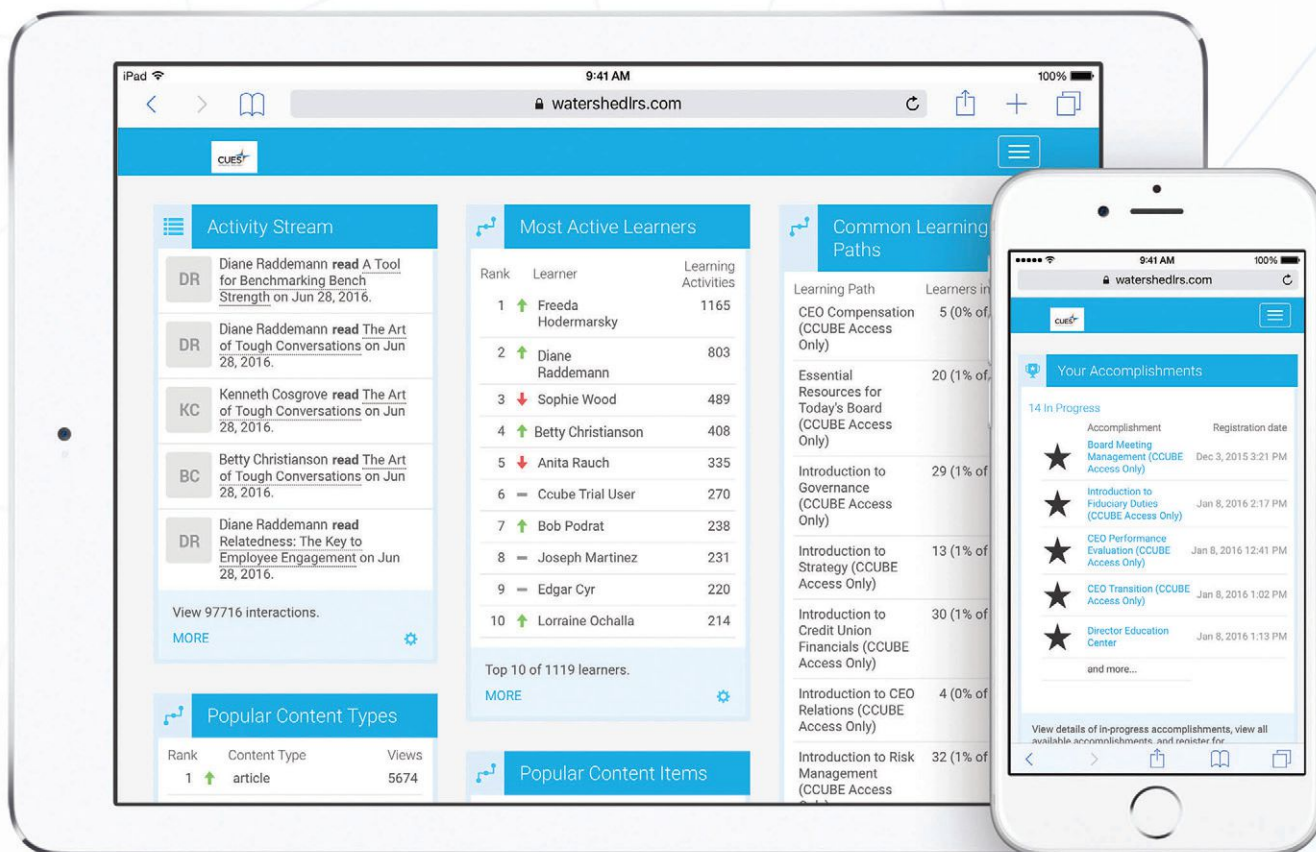 iPad
9:41 AM
100%
watershedlrs.com
CUES
Activity Stream
DR
Diane Raddemann read A Tool
for Benchmarking Bench
Strength on Jun 28, 2016.
DR
Diane Raddemann read The Art
of Tough Conversations on Jun
28, 2016.
KC
Kenneth Cosgrove read The Art
of Tough Conversations on Jun
28, 2016.
BC
Betty Christianson read The Art
of Tough Conversations on Jun
28, 2016.
DR
Diane Raddemann read
Relatedness: The Key to
Employee Engagement on Jun
28, 2016.
View 97716 interactions.
MORE
Popular Content Types
Rank Content Type Views
1 article 5674
Most Active Learners
Rank Learner Learning
Activities
1 Freeda 1165
Hodermarsky
2 Diane 803
Raddemann
3 Sophie Wood 489
4 Betty Christianson 408
5 Anita Rauch 335
6 Ccube Trial User 270
7 Bob Podrat 238
8 Joseph Martinez 231
9 Edgar Cyr 220
10 Lorraine Ochalla 214
Top 10 of 1119 learners.
MORE
Popular Content Items
Common Learning
Paths
Learning Path Learners in
CEO Compensation 5 (0% of
(CCUBE Access
Only)
Essential 20 (1% of
Resources for
Today's Board
(CCUBE Access
Only)
Introduction to 29 (1% of
Governance
(CCUBE Access
Only)
Introduction to 13 (1% of
Strategy (CCUBE
Access Only)
Introduction to 30 (1% of
Credit Union
Financials (CCUBE
Access Only)
Introduction to CEO 4 (0% of
Relations (CCUBE
Access Only)
Introduction to Risk 32 (1% of
Management
(CCUBE Access
9:41 AM
100%
watershedlrs.com
CUES
Your Accomplishments
14 In Progress
Accomplishment Registration date
Board Meeting
Management (CCUBE Dec 3, 2015 3:21 PM
Access Only)
Introduction to
Fiduciary Duties Jan 8, 2016 2:17 PM
(CCUBE Access Only)
CEO Performance
Evaluation (CCUBE Jan 8, 2016 12:41 PM
Access Only)
CEO Transition (CCUBE Jan 8, 2016 1:02 PM
Access Only)
Director Education Jan 8, 2016 1:13 PM
Center
and more...
View details of in-progress accomplishments, view all
available accomplishments, and register for